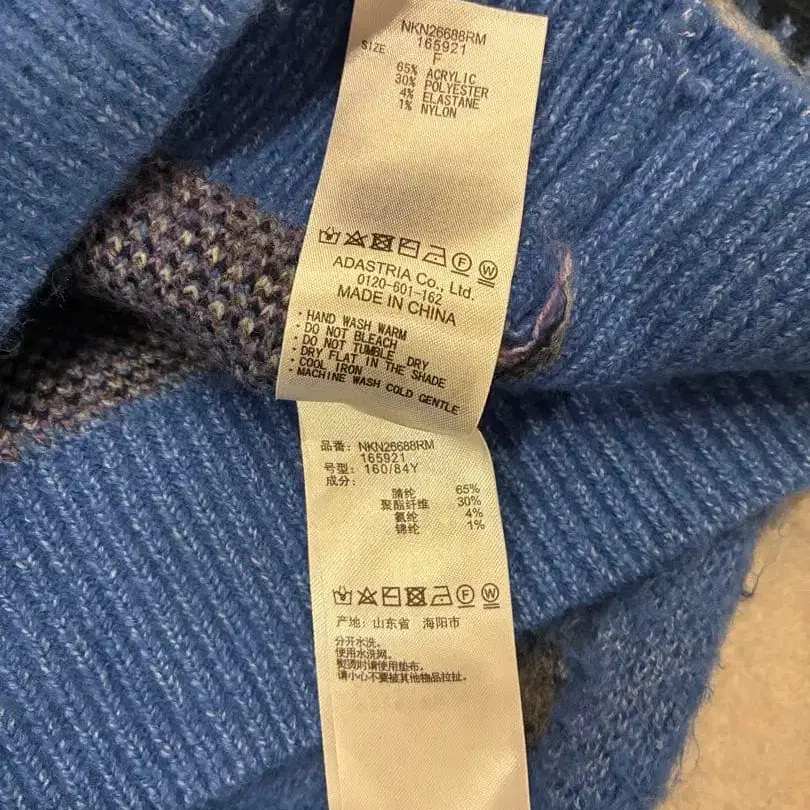 NKN26688RM
165921
SIZE F
65% ACRYLIC
30% POLYESTER
4% ELASTANE
1% NYLON
F W
ADASTRIA Co., Ltd.
0120-601-162
MADE IN CHINA
・HAND WASH WARM
・DO NOT BLEACH
・DO NOT TUMBLE DRY
・DRY FLAT IN THE SHADE
・COOL IRON
・MACHINE WASH COLD GENTLE
品番: NKN26688RM
165921
号型: 160/84Y
成分:
腈纶 65%
聚酯纤维 30%
氨纶 4%
锦纶 1%
F W
产地: 山东省 海阳市
分开水洗。
使用水洗网。
熨烫时请使用垫布。
请小心不要被其他物品拉扯。